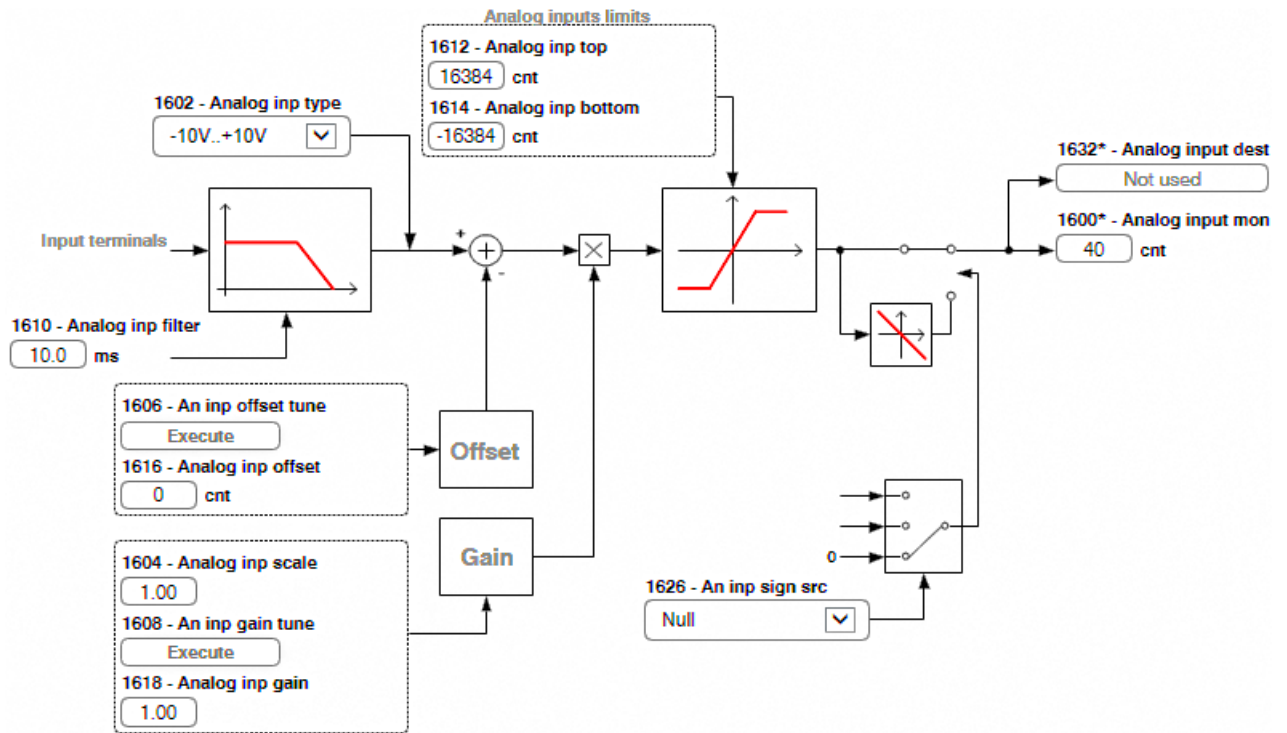 Analog inputs limits
1612 - Analog inp top
16384 cnt
1614 - Analog inp bottom
-16384 cnt
1602 - Analog inp type
-10V..+10V
1632* - Analog input dest
Not used
1600* - Analog input mon
40 cnt
Input terminals
+
+
-
1610 - Analog inp filter
10.0 ms
1606 - An inp offset tune
Execute
1616 - Analog inp offset
0 cnt
Offset
1604 - Analog inp scale
1.00
1608 - An inp gain tune
Execute
1618 - Analog inp gain
1.00
Gain
0
1626 - An inp sign src
Null